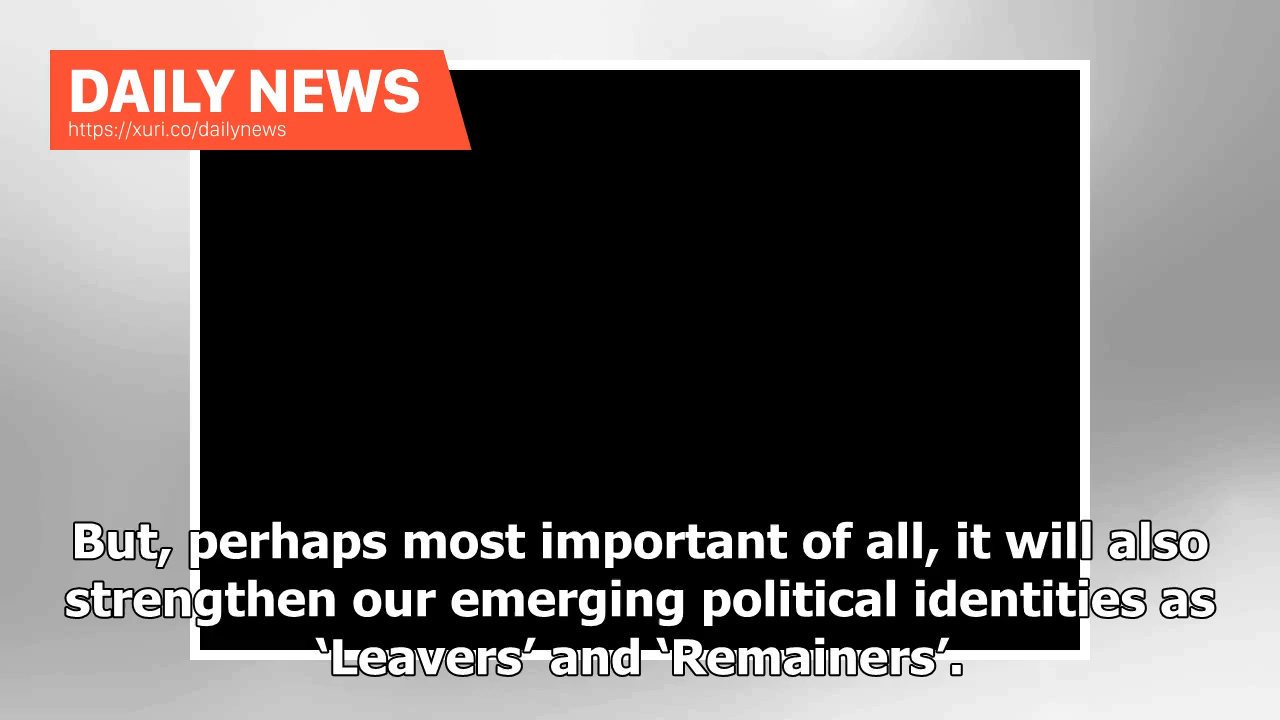 DAILY NEWS
https://xuri.co/dailynews
But, perhaps most important of all, it will also
strengthen our emerging political identities as
‘Leavers’ and ‘Remainers’.